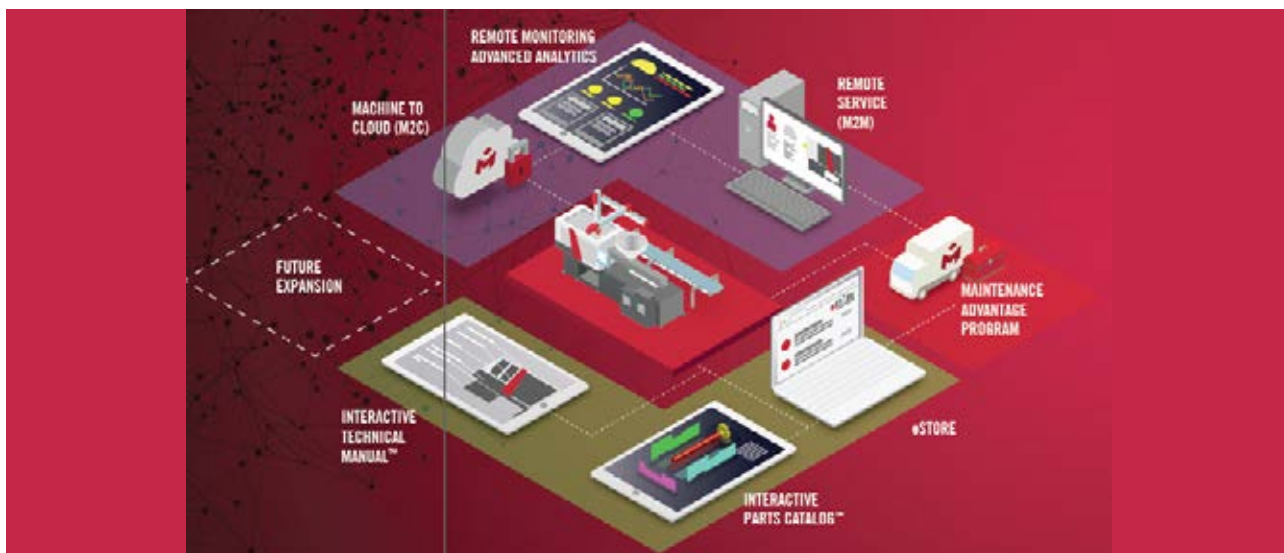 REMOTE MONITORING
ADVANCED ANALYTICS
REMOTE
SERVICE
(M2M)
MACHINE TO
CLOUD (M2C)
FUTURE
EXPANSION
MAINTENANCE
ADVANTAGE
PROGRAM
INTERACTIVE
TECHNICAL
MANUAL™
eSTORE
INTERACTIVE
PARTS CATALOG™